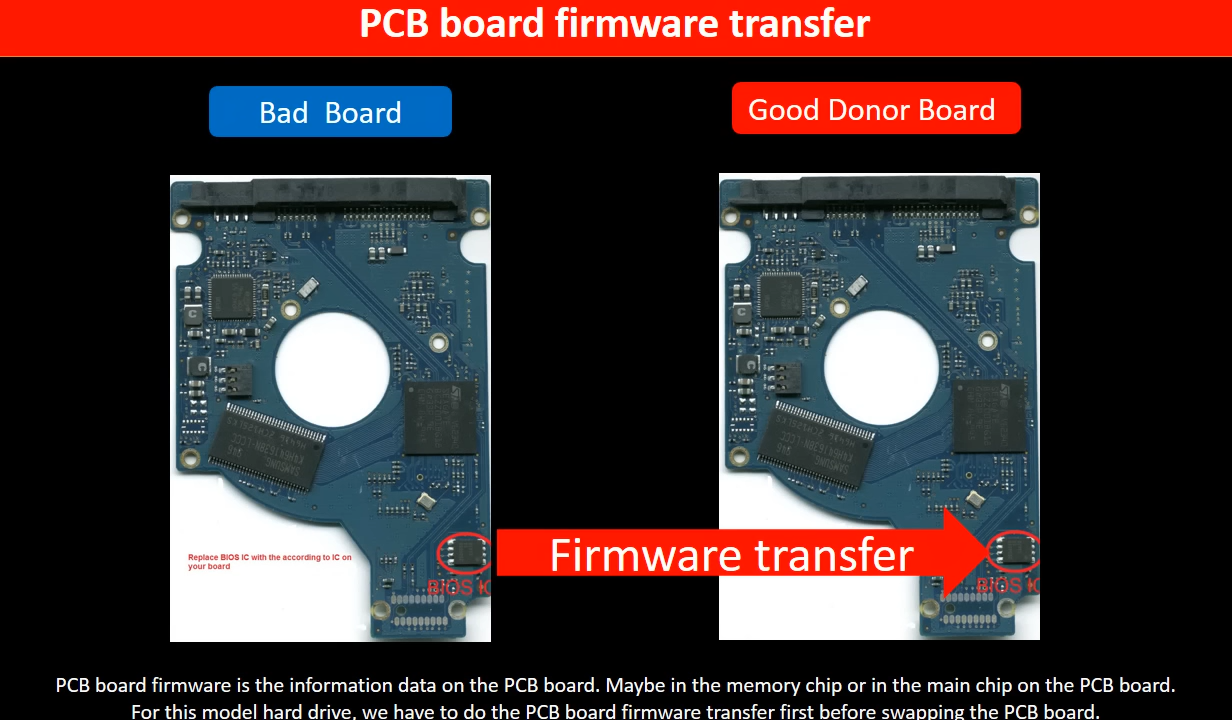 PCB board firmware transfer
Bad Board
Good Donor Board
Replace BIOS IC with the according to IC on
your board
Firmware transfer
BIOS IC
BIOS IC
PCB board firmware is the information data on the PCB board. Maybe in the memory chip or in the main chip on the PCB board.
For this model hard drive, we have to do the PCB board firmware transfer first before swapping the PCB board.